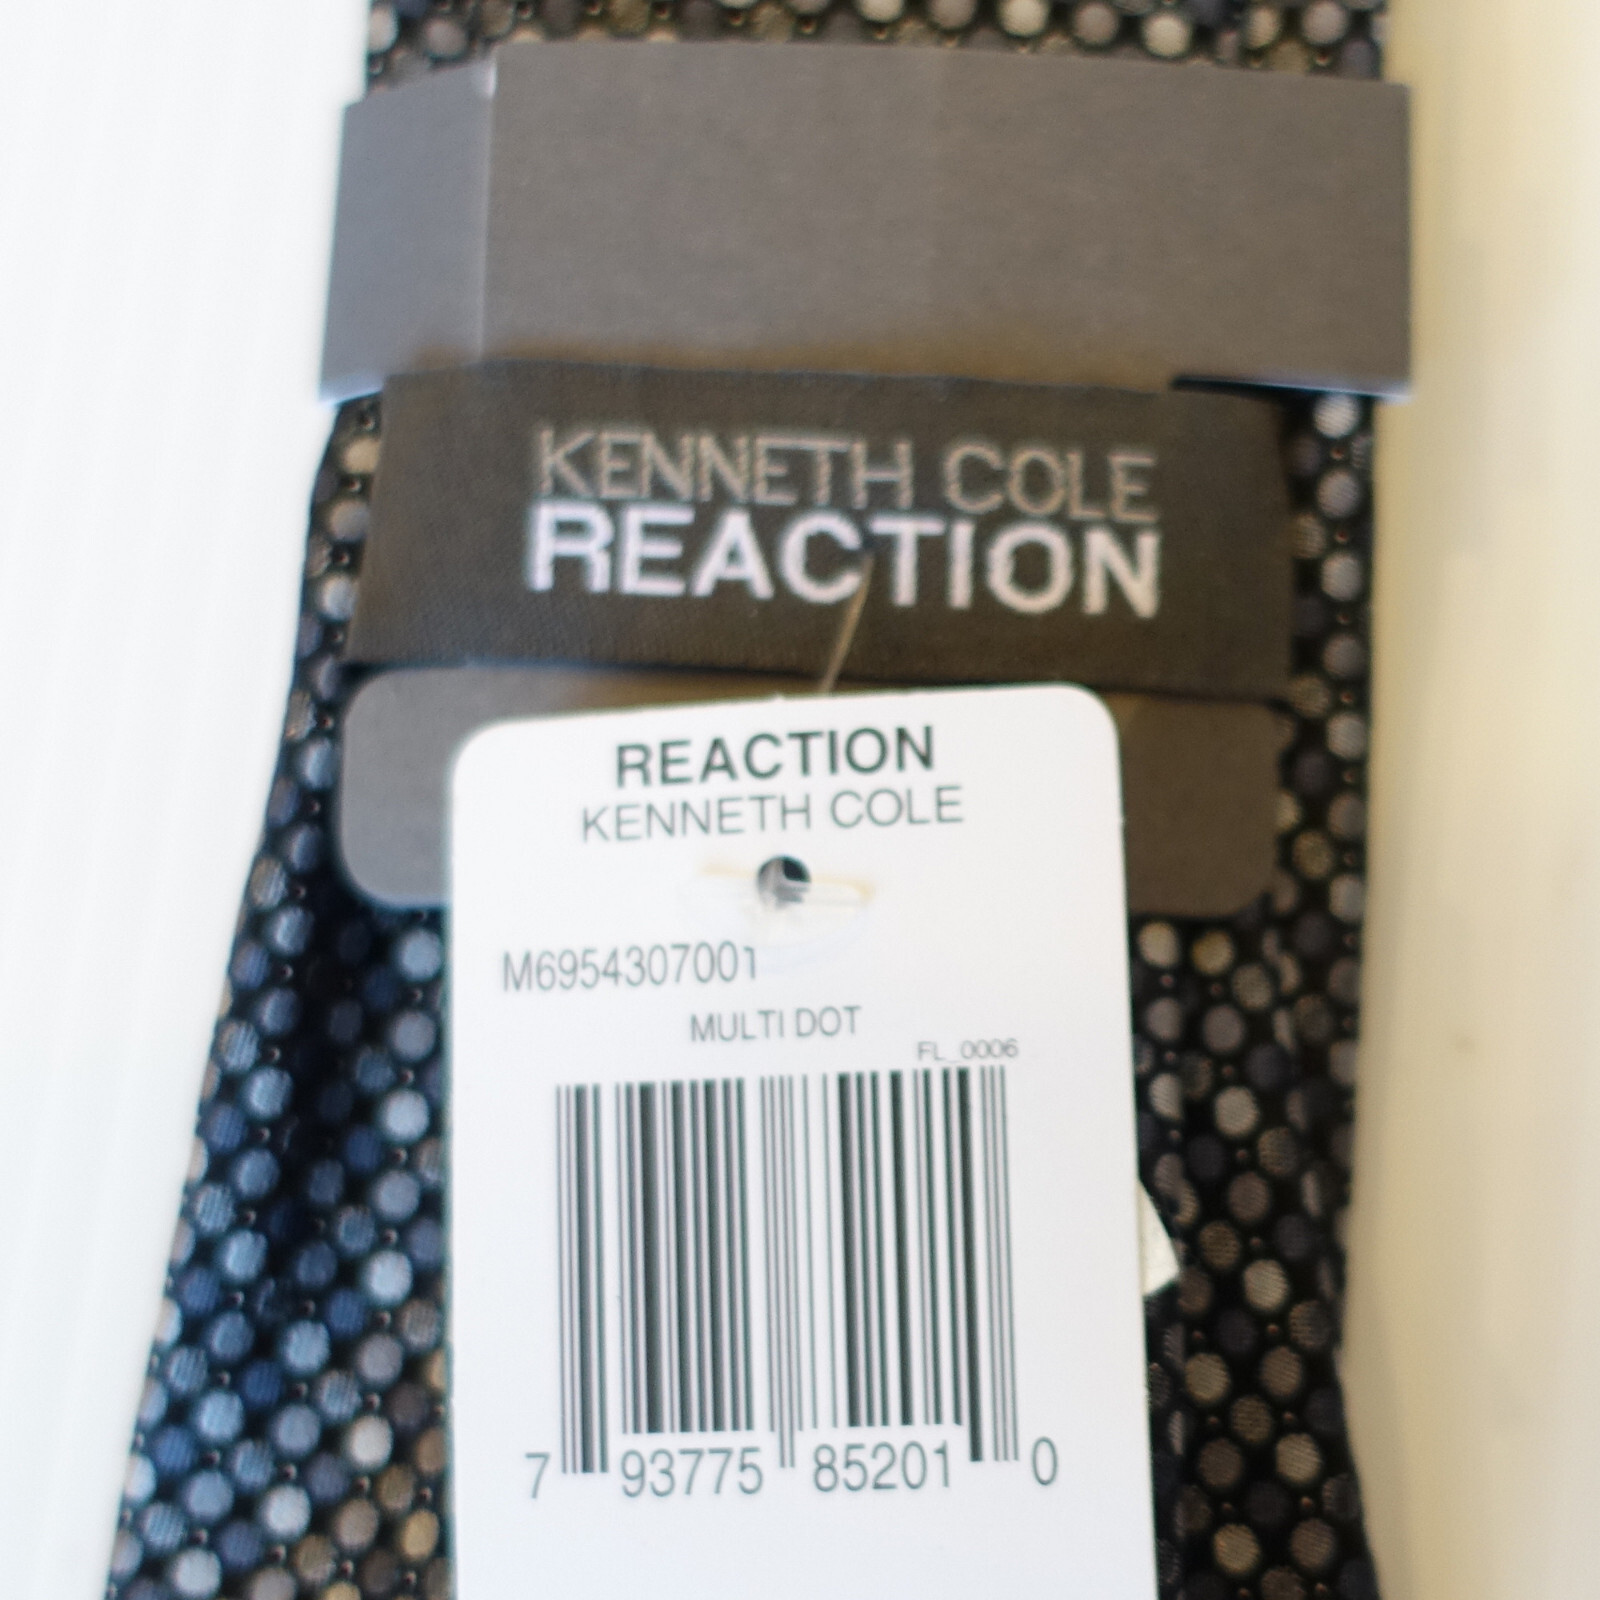 KENNETH COLE
REACTION
REACTION
KENNETH COLE
M6954307001
MULTI DOT
FL_0006
7 93775 85201 0